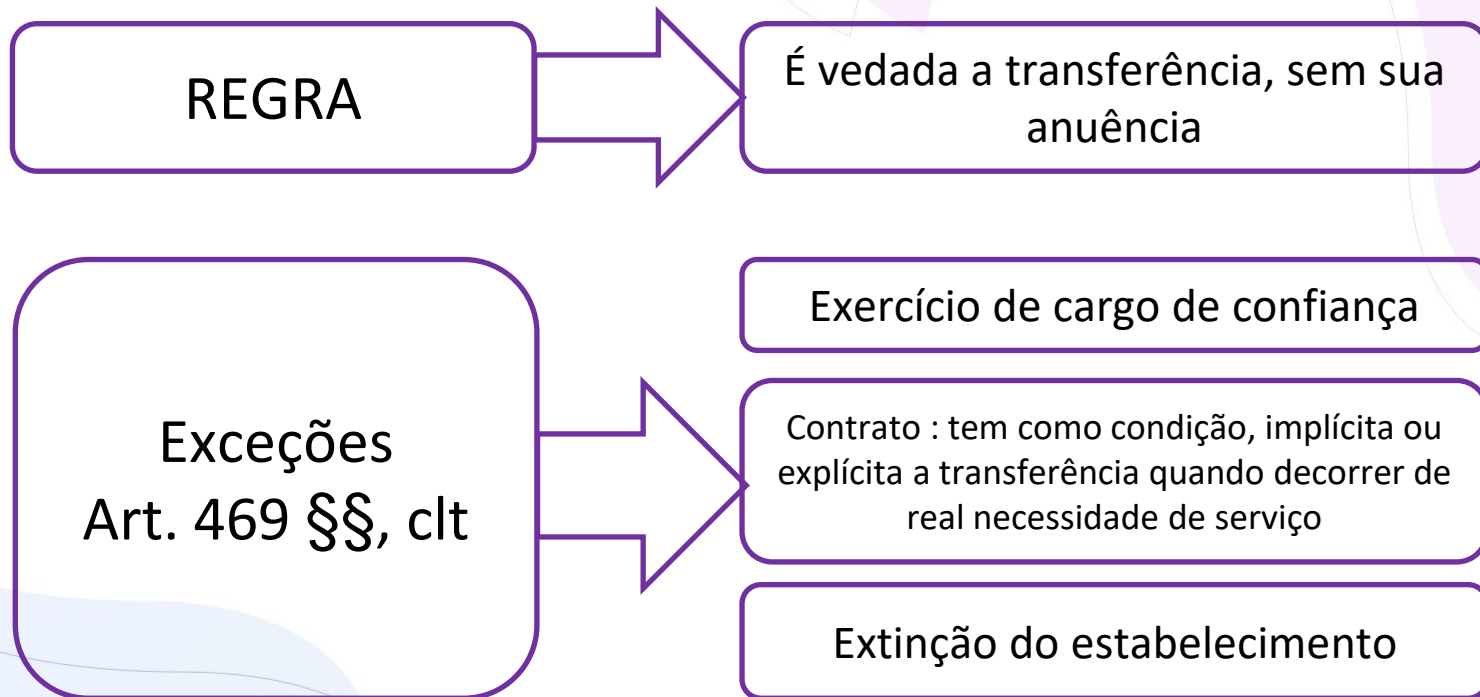 REGRA
É vedada a transferência, sem sua
anuência
Exceções
Art. 469 §§, clt
Exercício de cargo de confiança
Contrato : tem como condição, implícita ou
explícita a transferência quando decorrer de
real necessidade de serviço
Extinção do estabelecimento